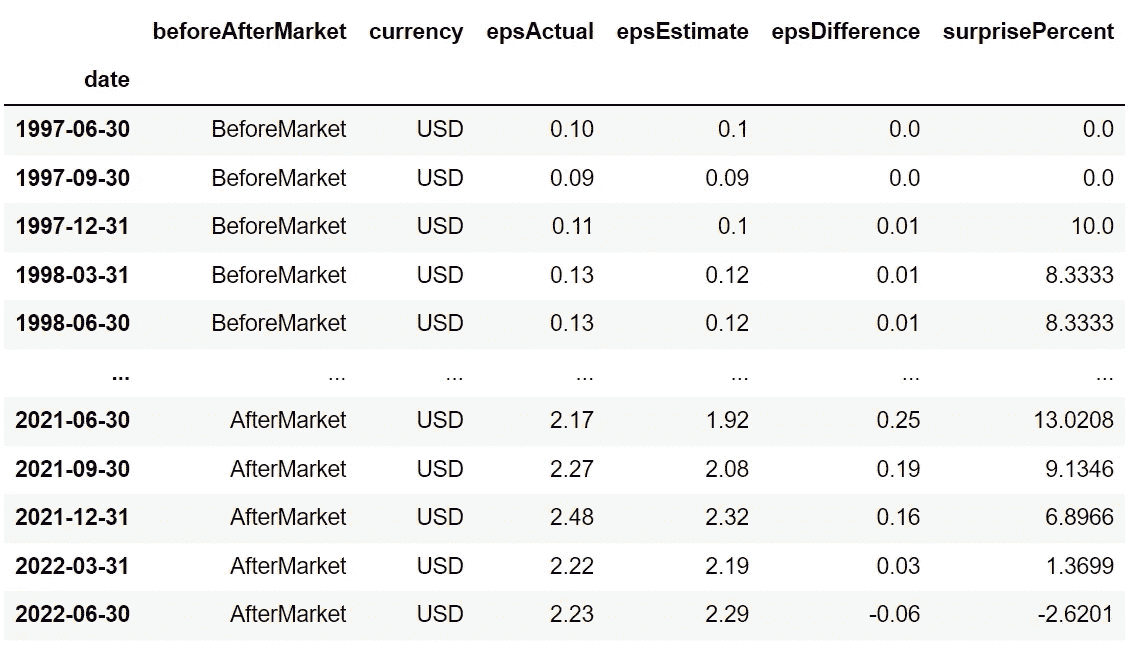 beforeAfterMarket currency epsActual epsEstimate epsDifference surprisePercent
date
1997-06-30 BeforeMarket USD 0.10 0.1 0.0 0.0
1997-09-30 BeforeMarket USD 0.09 0.09 0.0 0.0
1997-12-31 BeforeMarket USD 0.11 0.1 0.01 10.0
1998-03-31 BeforeMarket USD 0.13 0.12 0.01 8.3333
1998-06-30 BeforeMarket USD 0.13 0.12 0.01 8.3333
... ... ... ... ... ... ...
2021-06-30 AfterMarket USD 2.17 1.92 0.25 13.0208
2021-09-30 AfterMarket USD 2.27 2.08 0.19 9.1346
2021-12-31 AfterMarket USD 2.48 2.32 0.16 6.8966
2022-03-31 AfterMarket USD 2.22 2.19 0.03 1.3699
2022-06-30 AfterMarket USD 2.23 2.29 -0.06 -2.6201